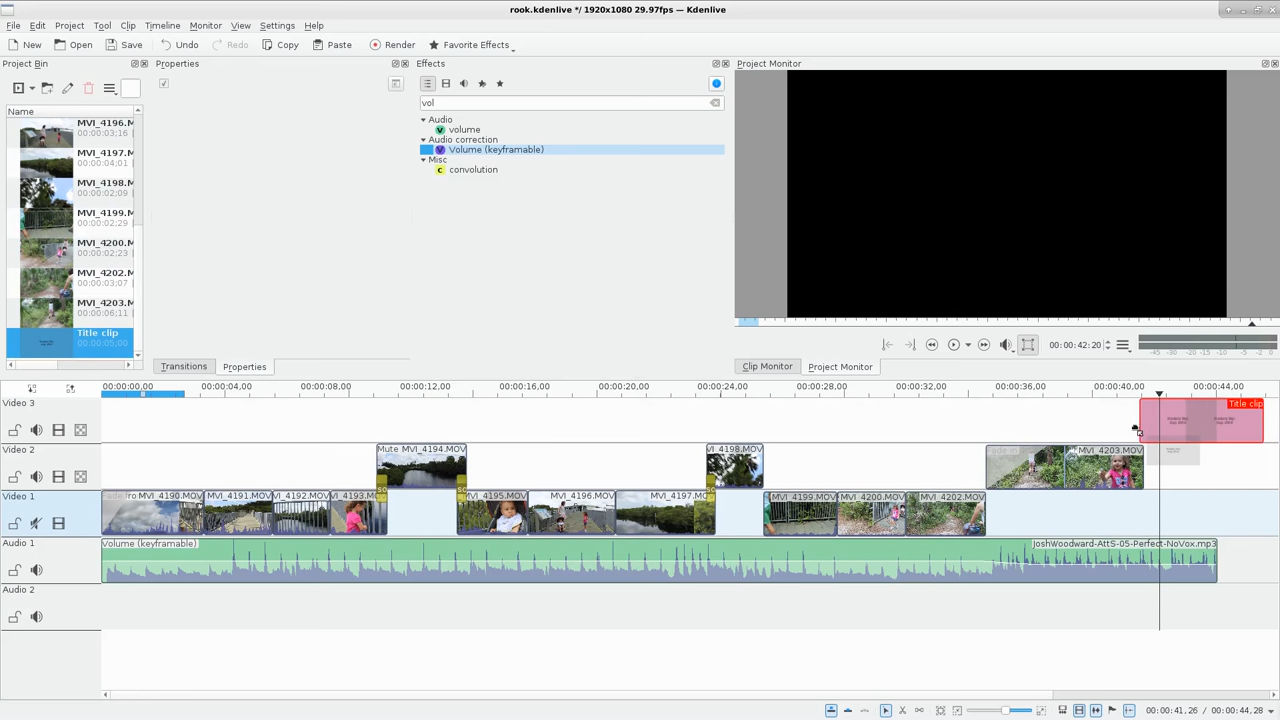 rook.kdenlive */ 1920x1080 29.97fps — Kdenlive
File Edit Project Tool Clip Timeline Monitor View Settings Help
New Open Save Undo Redo Copy Paste Render Favorite Effects
Project Bin
Properties
Effects
Project Monitor
vol
Name
MVI_4196.M
00:00:03;16
MVI_4197.M
00:00:04;01
MVI_4198.M
00:00:02;09
MVI_4199.M
00:00:02;29
MVI_4200.M
00:00:02;23
MVI_4202.M
00:00:03;07
MVI_4203.M
00:00:06;11
Title clip
00:00:05;00
Audio
volume
Audio correction
Volume (keyframable)
Misc
convolution
00:00:42:20
-45 -30 -20 -15 -10 -5 -2 0
Transitions Properties
Clip Monitor Project Monitor
00:00:00,00 00:00:04,00 00:00:08,00 00:00:12,00 00:00:16,00 00:00:20,00 00:00:24,00 00:00:28,00 00:00:32,00 00:00:36,00 00:00:40,00 00:00:44,00
Video 3
Title clip
Video 2
Mute MVI_4194.MOV
VI_4198.MOV
MVI_4203.MOV
Video 1
MVI_4190.MOV
MVI_4191.MOV
MVI_4192.MOV
MVI_4193.MOV
4195.MOV
MVI_4196.MOV
MVI_4197.MOV
MVI_4199.MOV
MVI_4200.MOV
MVI_4202.MOV
Audio 1
Volume (keyframable)
JoshWoodward-AttS-05-Perfect-NoVox.mp3
Audio 2
00:00:41,26 / 00:00:44,28